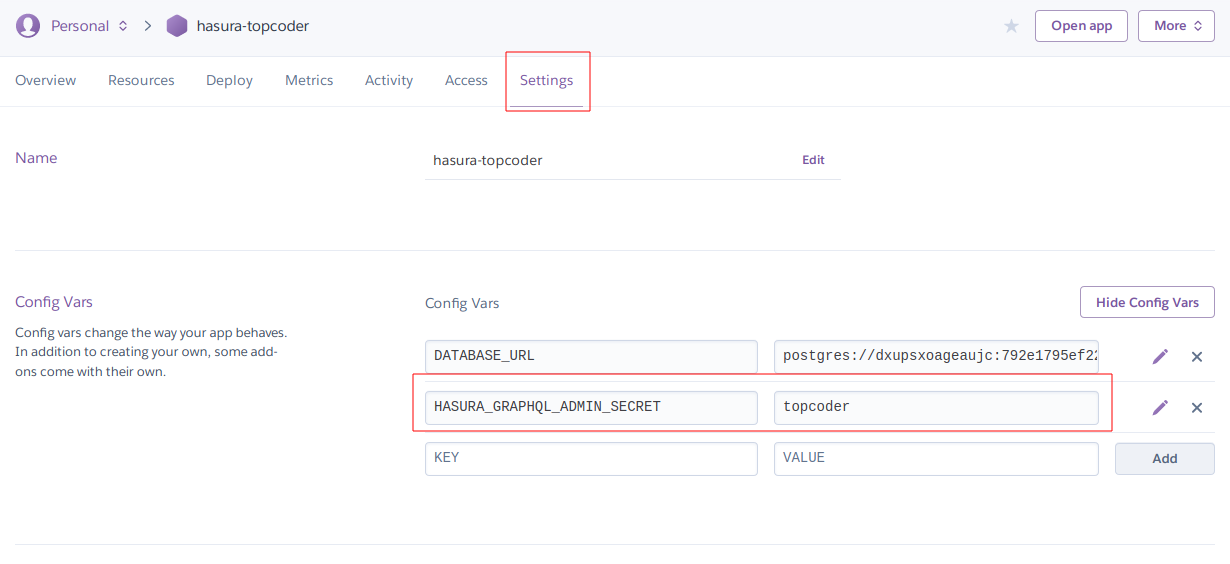 Personal > hasura-topcoder
Open app
More
Overview
Resources
Deploy
Metrics
Activity
Access
Settings
Name
hasura-topcoder
Edit
Config Vars
Config vars change the way your app behaves.
In addition to creating your own, some add-
ons come with their own.
Config Vars
Hide Config Vars
DATABASE_URL
postgres://dxupsxoageaujc:792e1795ef22
HASURA_GRAPHQL_ADMIN_SECRET
topcoder
KEY
VALUE
Add